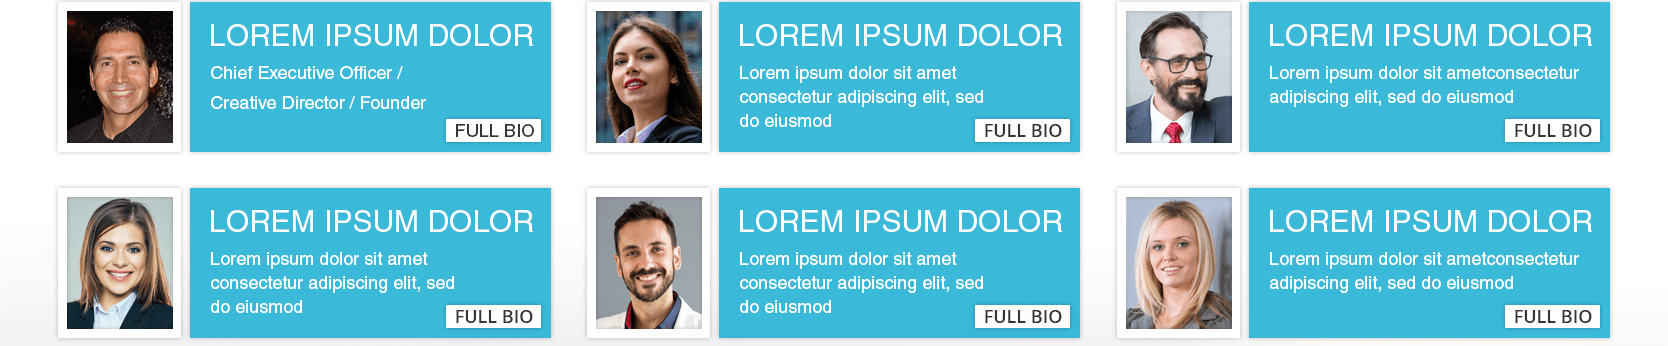 LOREM IPSUM DOLOR
Chief Executive Officer /
Creative Director / Founder
FULL BIO
LOREM IPSUM DOLOR
Lorem ipsum dolor sit amet
consectetur adipiscing elit, sed
do eiusmod
FULL BIO
LOREM IPSUM DOLOR
Lorem ipsum dolor sit ametconsectetur
adipiscing elit, sed do eiusmod
FULL BIO
LOREM IPSUM DOLOR
Lorem ipsum dolor sit amet
consectetur adipiscing elit, sed
do eiusmod
FULL BIO
LOREM IPSUM DOLOR
Lorem ipsum dolor sit amet
consectetur adipiscing elit, sed
do eiusmod
FULL BIO
LOREM IPSUM DOLOR
Lorem ipsum dolor sit ametconsectetur
adipiscing elit, sed do eiusmod
FULL BIO